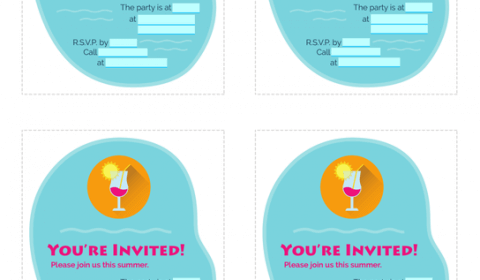 The party is at
at
R.S.V.P. by
Call
at
The party is at
at
R.S.V.P. by
Call
at
You're Invited!
Please join us this summer.
You're Invited!
Please join us this summer.